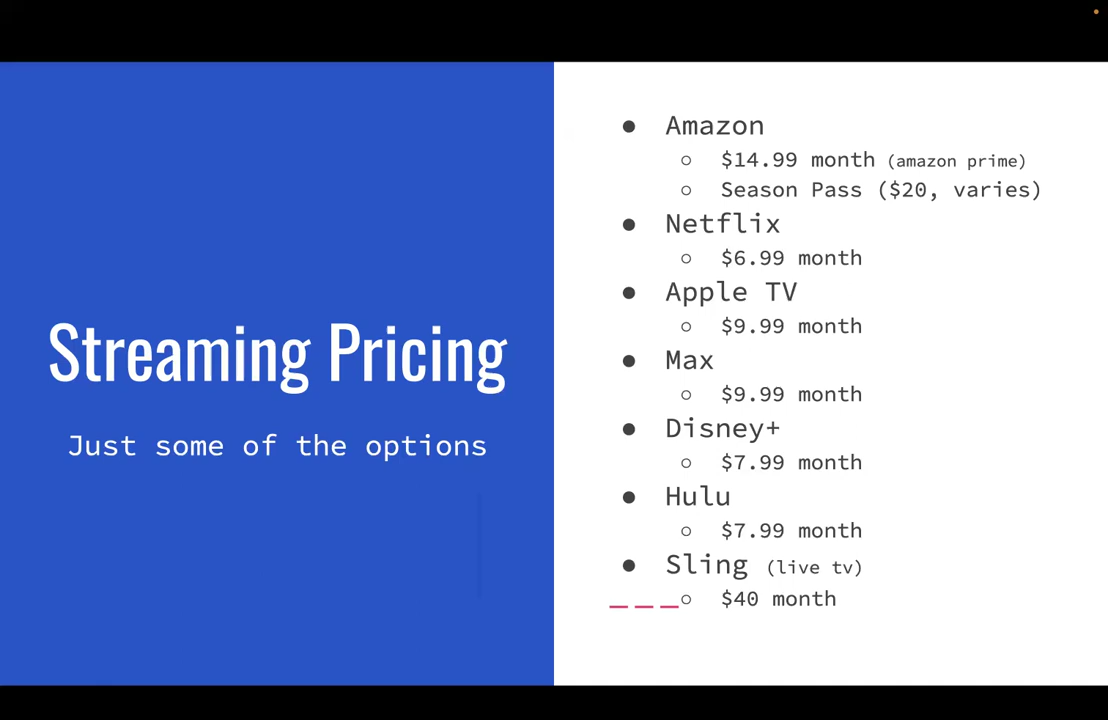 Streaming Pricing
Just some of the options
● Amazon
○ $14.99 month (amazon prime)
○ Season Pass ($20, varies)
● Netflix
○ $6.99 month
● Apple TV
○ $9.99 month
● Max
○ $9.99 month
● Disney+
○ $7.99 month
● Hulu
○ $7.99 month
● Sling (live tv)
○ $40 month